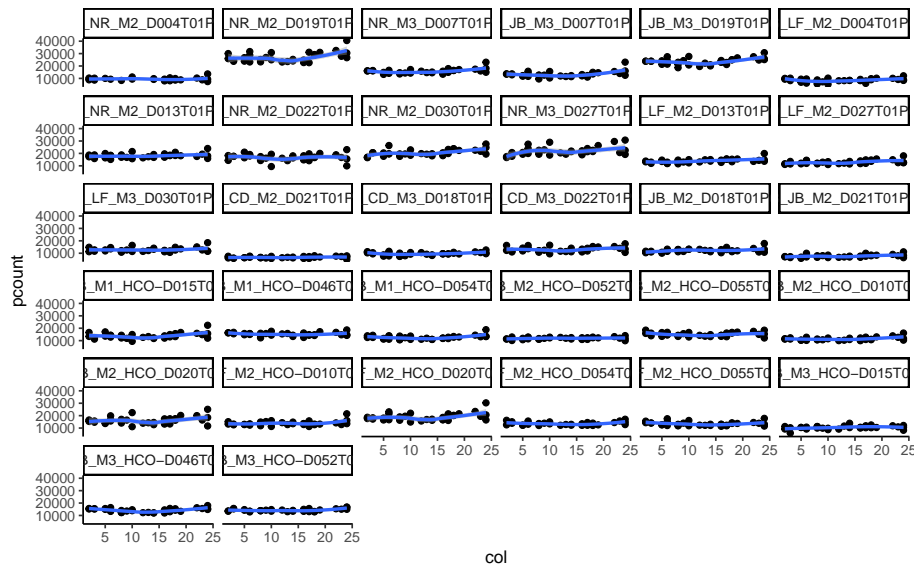 _NR_M2_D004T01P _NR_M2_D019T01P _NR_M3_D007T01P _JB_M3_D007T01P _JB_M3_D019T01P _LF_M2_D004T01P
40000
30000
20000
10000
_NR_M2_D013T01P _NR_M2_D022T01P _NR_M2_D030T01P _NR_M3_D027T01P _LF_M2_D013T01P _LF_M2_D027T01P
40000
30000
20000
10000
_LF_M3_D030T01P _CD_M2_D021T01P _CD_M3_D018T01P _CD_M3_D022T01P _JB_M2_D018T01P _JB_M2_D021T01P
40000
30000
20000
10000
pcount
_M1_HCO-D015T0 _M1_HCO-D046T0 _M1_HCO-D054T0 _M2_HCO-D052T0 _M2_HCO-D055T0 _M2_HCO_D010T0
40000
30000
20000
10000
_M2_HCO_D020T0 _M2_HCO-D010T0 _M2_HCO_D020T0 _M2_HCO_D054T0 _M2_HCO_D055T0 _M3_HCO-D015T0
40000
30000
20000
10000
5 10 15 20 25 5 10 15 20 25 5 10 15 20 25 5 10 15 20 25
_M3_HCO-D046T0 _M3_HCO-D052T0
40000
30000
20000
10000
5 10 15 20 25 5 10 15 20 25
col